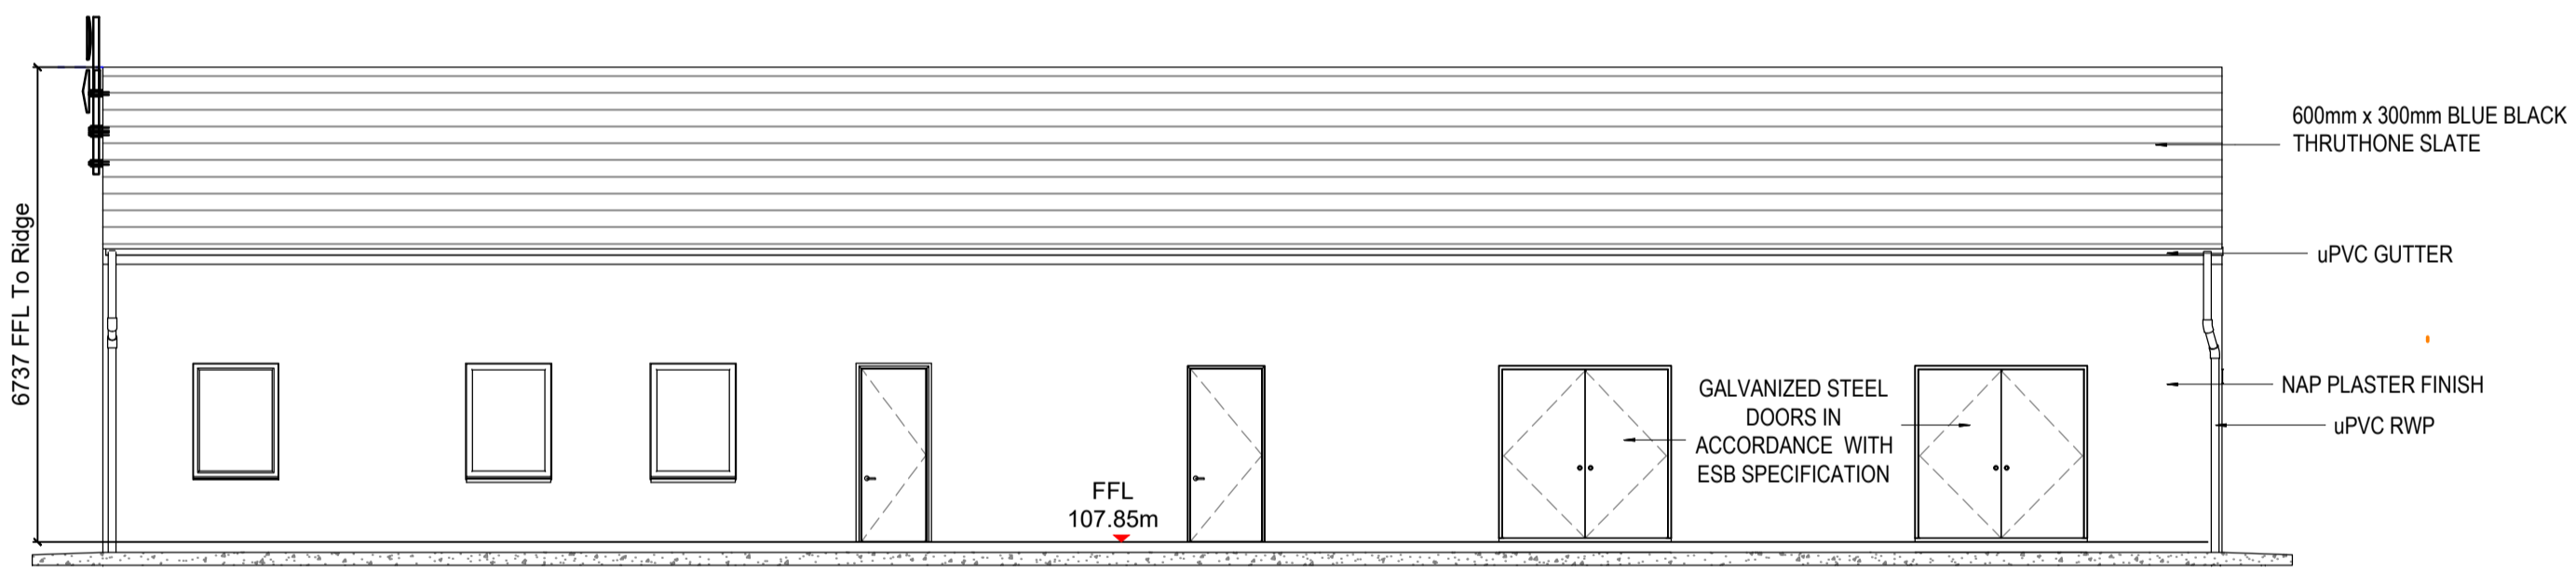 600mm x 300mm BLUE BLACK
THRUTHONE SLATE
uPVC GUTTER
6737 FFL To Ridge
NAP PLASTER FINISH
uPVC RWP
GALVANIZED STEEL
DOORS IN
ACCORDANCE WITH
ESB SPECIFICATION
FFL
107.85m